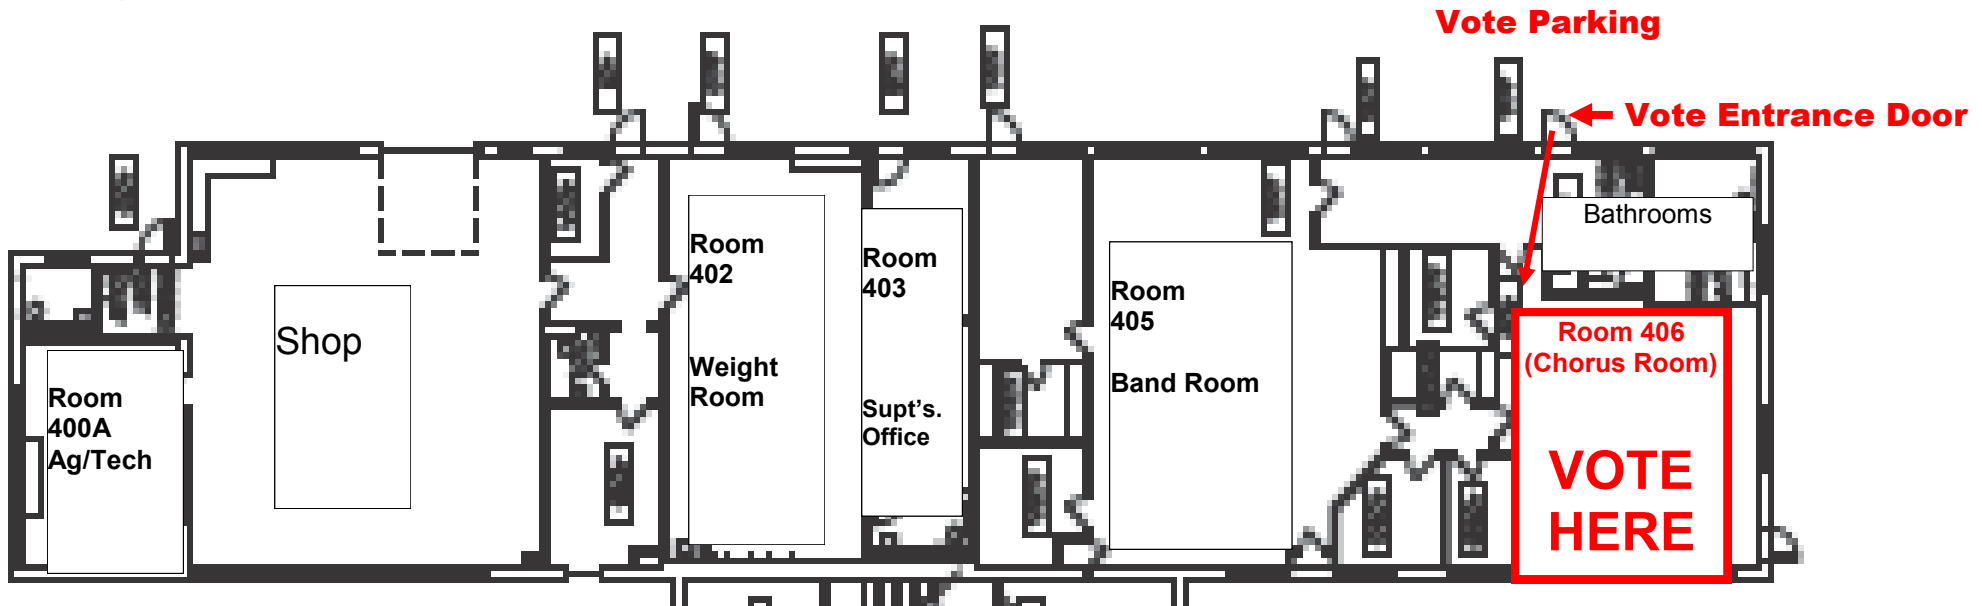 Vote Parking
Vote Entrance Door
Bathrooms
Room
402
Weight
Room
Room
403
Supt’s.
Office
Room
405
Band Room
Shop
Room 406
(Chorus Room)
VOTE
HERE
Room
400A
Ag/Tech